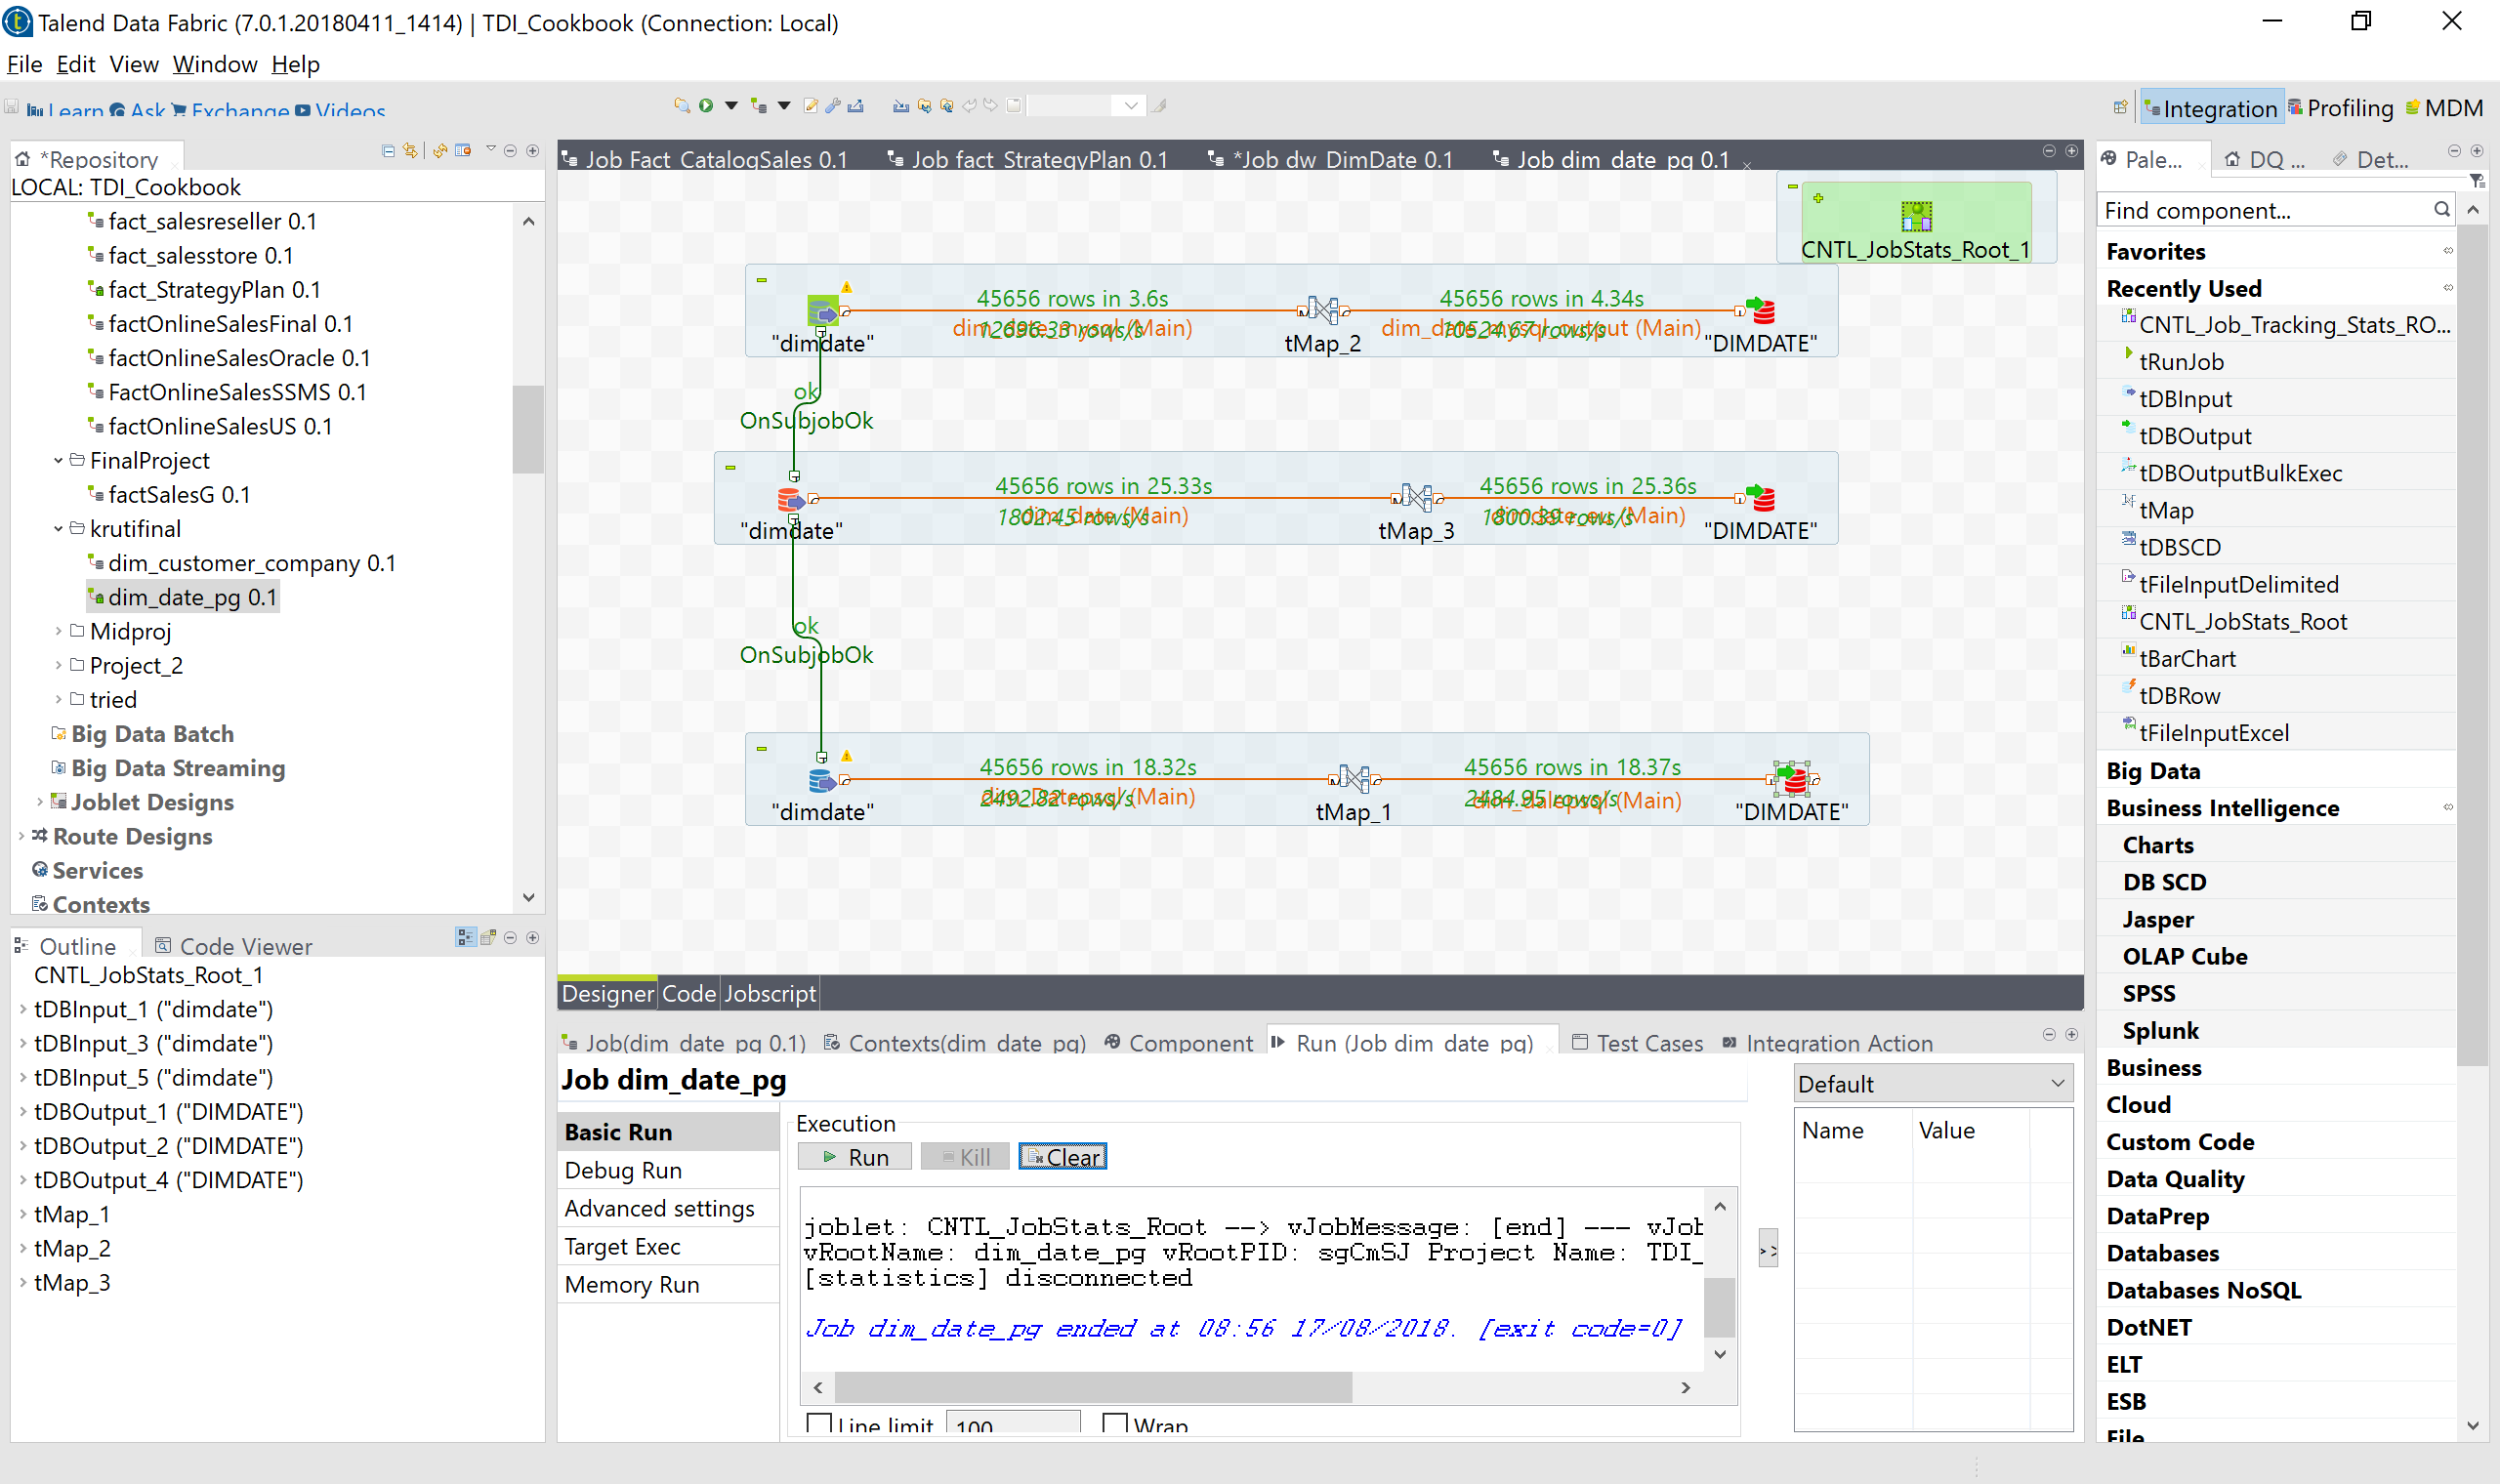 Talend Data Fabric (7.0.1.20180411_1414) | TDI_Cookbook (Connection: Local)
File Edit View Window Help
Learn Ask Exchange Videos
Integration Profiling MDM
*Repository
LOCAL: TDI_Cookbook
fact_salesreseller 0.1
fact_salesstore 0.1
fact_StrategyPlan 0.1
factOnlineSalesFinal 0.1
factOnlineSalesOracle 0.1
FactOnlineSalesSSMS 0.1
factOnlineSalesUS 0.1
FinalProject
factSalesG 0.1
krutifinal
dim_customer_company 0.1
dim_date_pg 0.1
Midproj
Project_2
tried
Big Data Batch
Big Data Streaming
Joblet Designs
Route Designs
Services
Contexts
Outline Code Viewer
CNTL_JobStats_Root_1
tDBInput_1 ("dimdate")
tDBInput_3 ("dimdate")
tDBInput_5 ("dimdate")
tDBOutput_1 ("DIMDATE")
tDBOutput_2 ("DIMDATE")
tDBOutput_4 ("DIMDATE")
tMap_1
tMap_2
tMap_3
Job Fact_CatalogSales 0.1 Job fact_StrategyPlan 0.1 *Job dw_DimDate 0.1 Job dim_date_pg 0.1
CNTL_JobStats_Root_1
45656 rows in 3.6s 45656 rows in 4.34s
dim_date_mysql (Main) dim_date_mysql_output (Main)
12696.33 rows/s 10524.67 rows/s
"dimdate" tMap_2 "DIMDATE"
ok
OnSubjobOk
45656 rows in 25.33s 45656 rows in 25.36s
1802.45 rows/s dim_date (Main) 1800.39 rows/s dimdate_eu (Main)
"dimdate" tMap_3 "DIMDATE"
ok
OnSubjobOk
45656 rows in 18.32s 45656 rows in 18.37s
2492.82 rows/s dim_Datepsql (Main) 2484.95 rows/s (Main)
"dimdate" tMap_1 "DIMDATE"
Designer Code Jobscript
Job(dim_date_pg 0.1) Contexts(dim_date_pg) Component Run (Job dim_date_pg) Test Cases Integration Action
Job dim_date_pg
Basic Run
Debug Run
Advanced settings
Target Exec
Memory Run
Execution
Run Kill Clear
joblet: CNTL_JobStats_Root --> vJobMessage: [end] --- vJob
vRootName: dim_date_pg vRootPID: sgCmSJ Project Name: TDI_
[statistics] disconnected
Job dim_date_pg ended at 08:56 17/08/2018. [exit code=0]
Line limit 100 Wrap
Default
Name Value
Pale... DQ ... Det...
Find component...
Favorites
Recently Used
CNTL_Job_Tracking_Stats_RO...
tRunJob
tDBInput
tDBOutput
tDBOutputBulkExec
tMap
tDBSCD
tFileInputDelimited
CNTL_JobStats_Root
tBarChart
tDBRow
tFileInputExcel
Big Data
Business Intelligence
Charts
DB SCD
Jasper
OLAP Cube
SPSS
Splunk
Business
Cloud
Custom Code
Data Quality
DataPrep
Databases
Databases NoSQL
DotNET
ELT
ESB
File